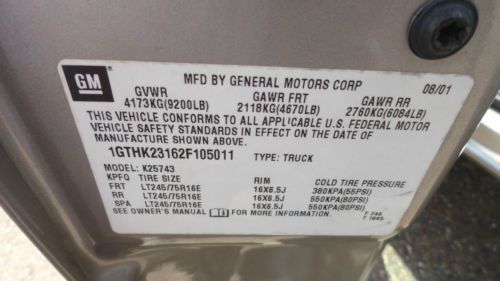 GM
MFD BY GENERAL MOTORS CORP 08/01
GVWR GAWR FRT GAWR RR
4173KG(9200LB) 2118KG(4670LB) 2760KG(6084LB)
THIS VEHICLE CONFORMS TO ALL APPLICABLE U.S. FEDERAL MOTOR
VEHICLE SAFETY STANDARDS IN EFFECT ON THE DATE OF
MANUFACTURE SHOWN ABOVE.
1GTHK23162F105011 TYPE: TRUCK
MODEL: K25743
KPFQ TIRE SIZE RIM COLD TIRE PRESSURE
FRT LT245/75R16E 16X6.5J 380KPA(55PSI)
RR LT245/75R16E 16X6.5J 550KPA(80PSI)
SPA LT245/75R16E 16X6.5J 550KPA(80PSI)
SEE OWNER'S MANUAL FOR MORE INFORMATION.